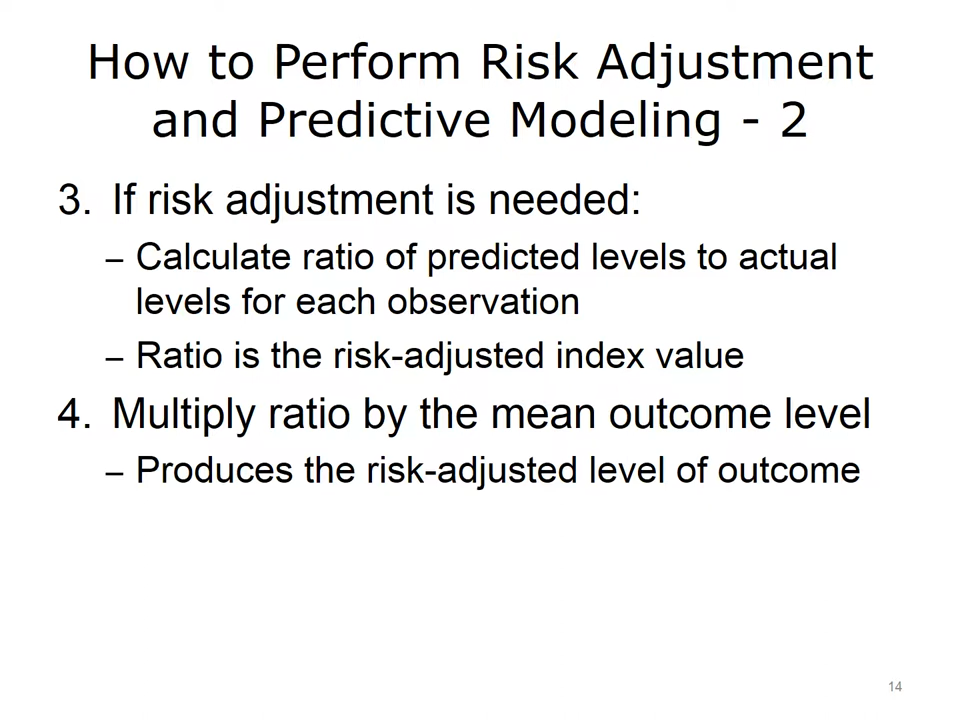 How to Perform Risk Adjustment
and Predictive Modeling - 2
3. If risk adjustment is needed:
– Calculate ratio of predicted levels to actual
levels for each observation
– Ratio is the risk-adjusted index value
4. Multiply ratio by the mean outcome level
– Produces the risk-adjusted level of outcome
14